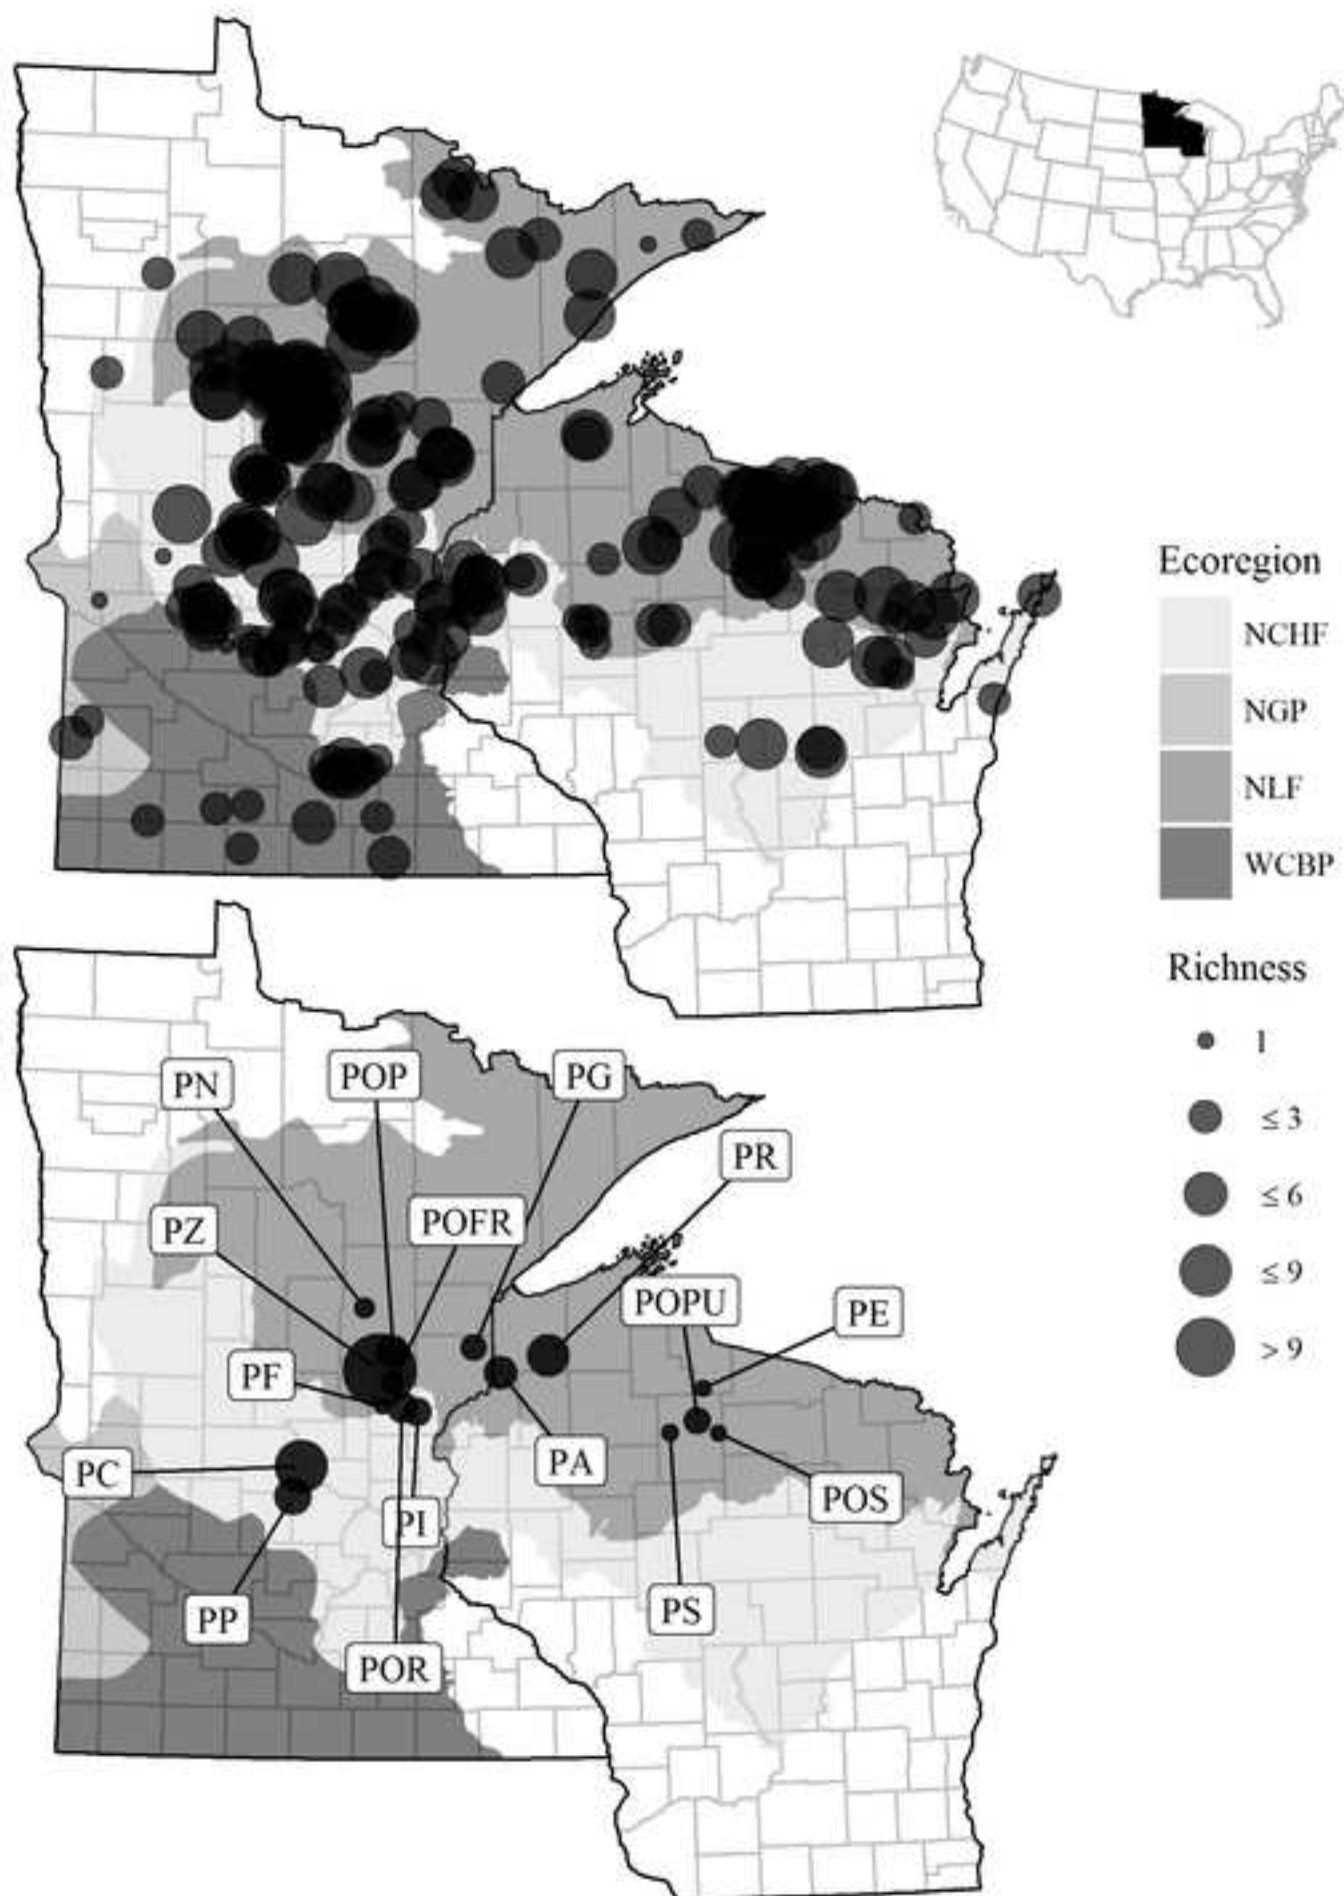 Ecoregion
NCHF
NGP
NLF
WCBP
Richness
1
≤ 3
≤ 6
≤ 9
> 9
PN
POP
PG
PR
PZ
POFR
POPU
PE
PF
PC
PA
POS
PI
PP
PS
POR